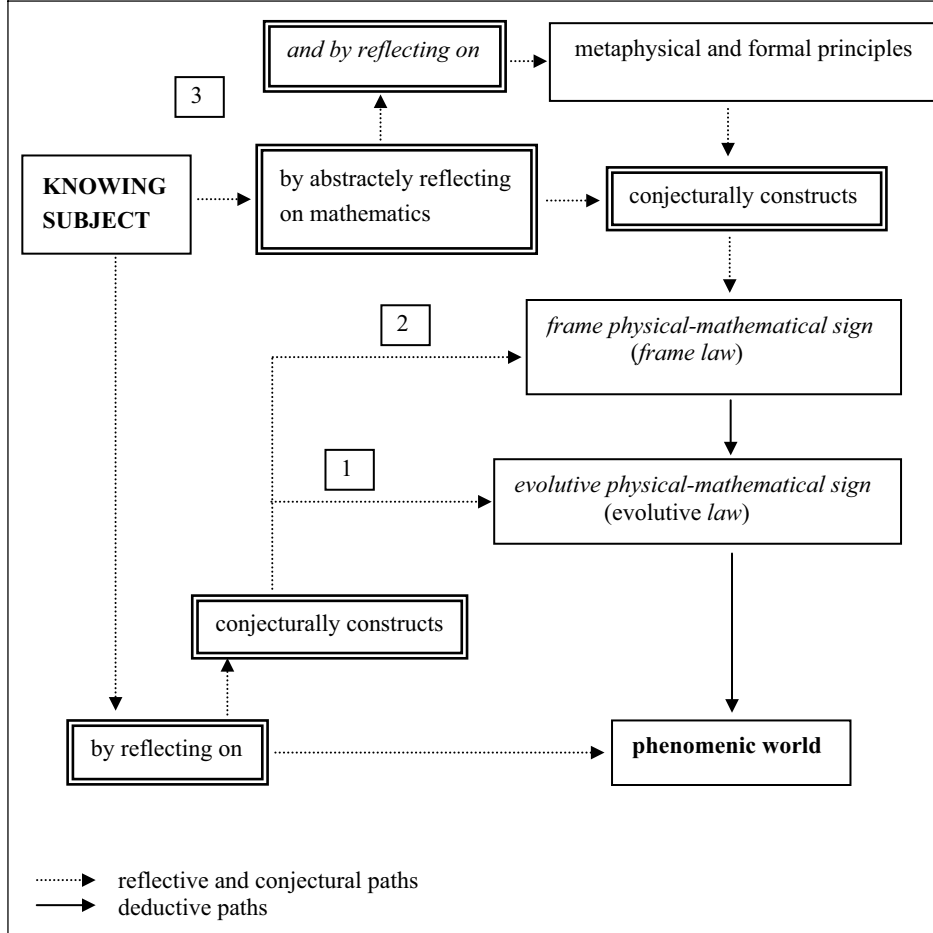 and by reflecting on
metaphysical and formal principles
3
KNOWING
SUBJECT
by abstractely reflecting
on mathematics
conjecturally constructs
2
frame physical-mathematical sign
(frame law)
1
evolutive physical-mathematical sign
(evolutive law)
conjecturally constructs
by reflecting on
phenomenic world
reflective and conjectural paths
deductive paths